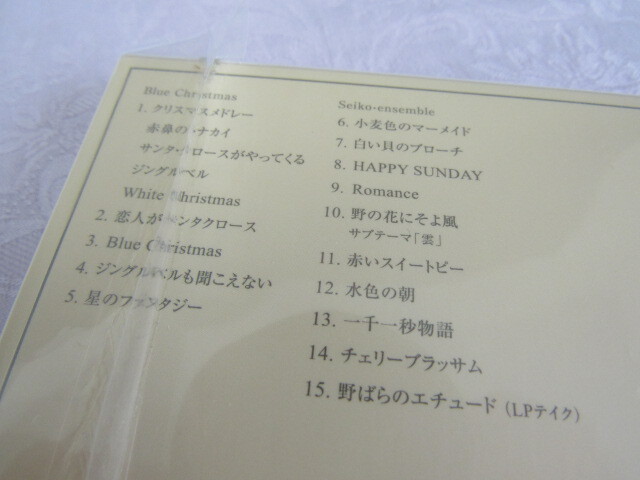 Blue Christmas
1. クリスマスメドレー
赤鼻のトナカイ
サンタ・クロースがやってくる
ジングルベル
White Christmas
2. 恋人がサンタクロース
3. Blue Christmas
4. ジングルベルも聞こえない
5. 星のファンタジー
Seiko-ensemble
6. 小麦色のマーメイド
7. 白い貝のブローチ
8. HAPPY SUNDAY
9. Romance
10. 野の花にそよ風
サブテーマ「雲」
11. 赤いスイートピー
12. 水色の朝
13. 一千一秒物語
14. チェリーブラッサム
15. 野ばらのエチュード（LPテイク）